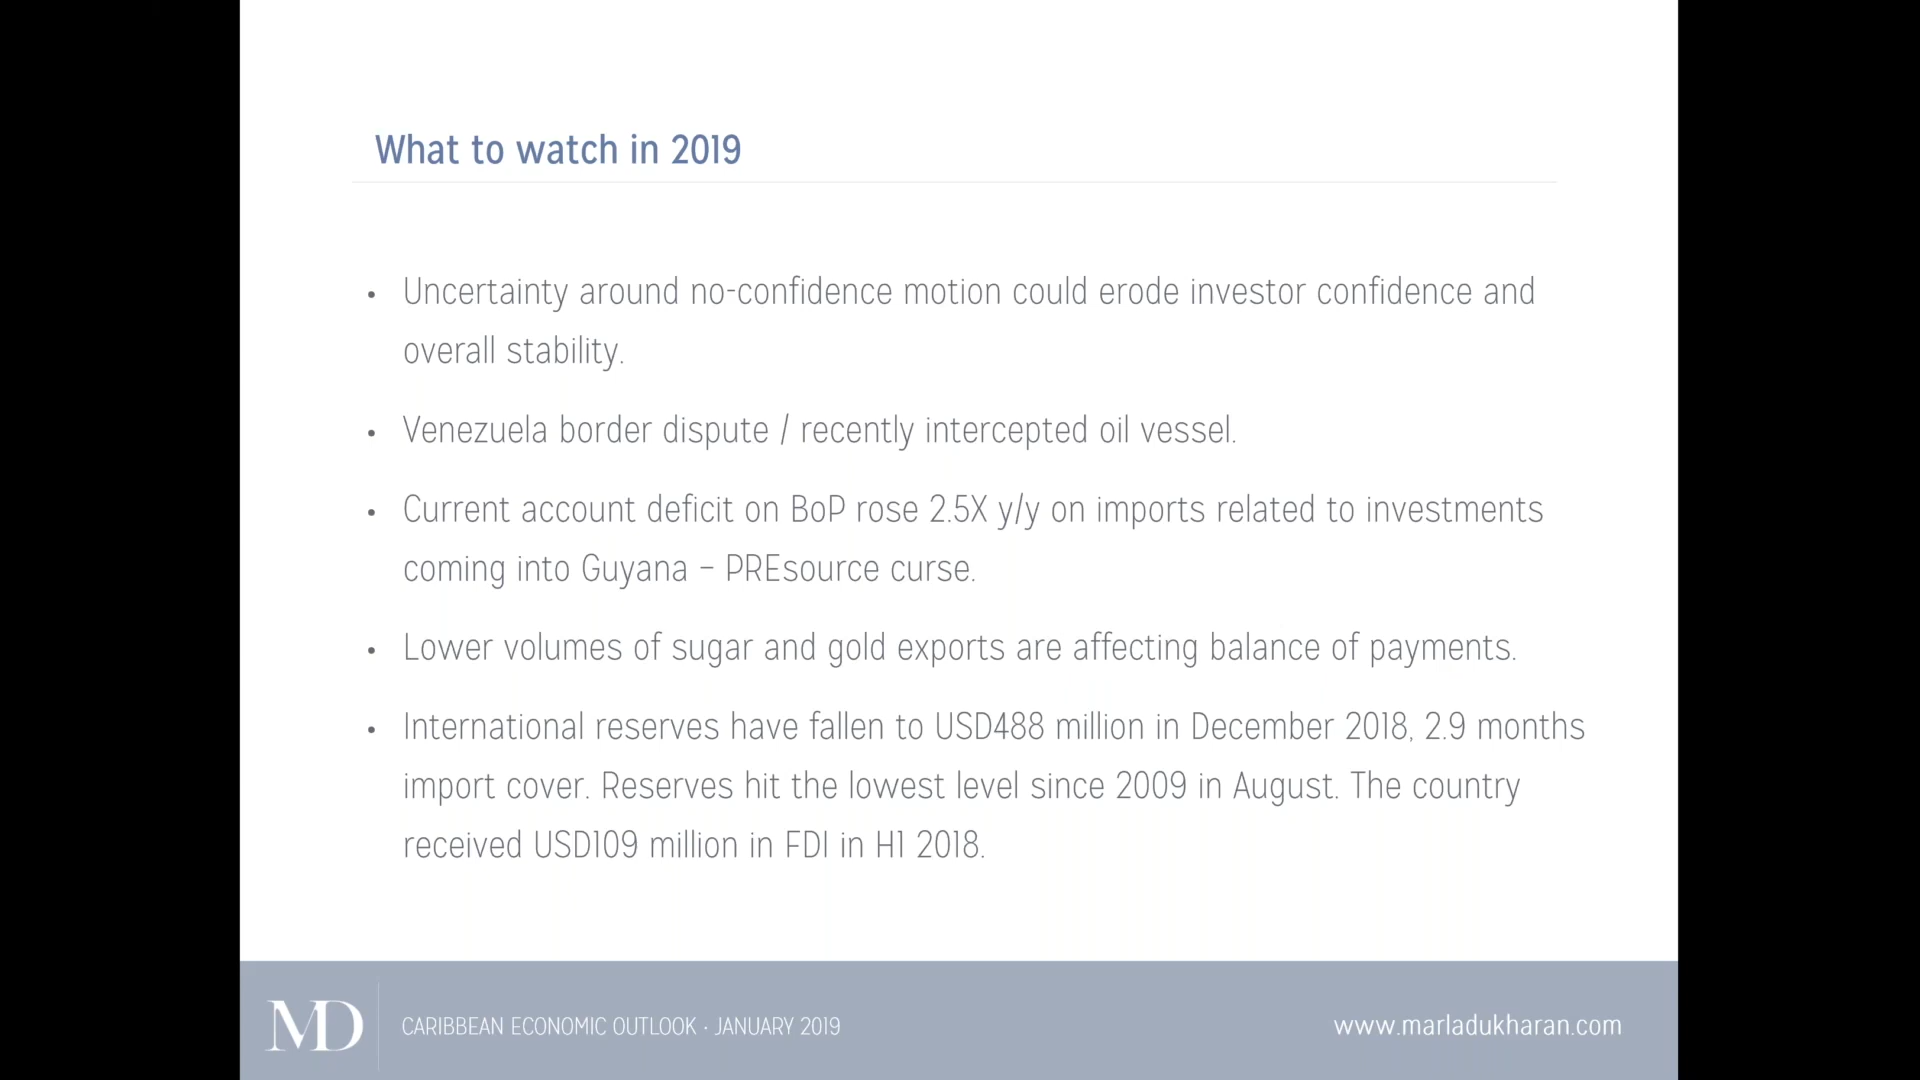 What to watch in 2019
• Uncertainty around no-confidence motion could erode investor confidence and
overall stability.
• Venezuela border dispute / recently intercepted oil vessel.
• Current account deficit on BoP rose 2.5X y/y on imports related to investments
coming into Guyana – PREsource curse.
• Lower volumes of sugar and gold exports are affecting balance of payments.
• International reserves have fallen to USD488 million in December 2018, 2.9 months
import cover. Reserves hit the lowest level since 2009 in August. The country
received USD109 million in FDI in H1 2018.
MD
CARIBBEAN ECONOMIC OUTLOOK · JANUARY 2019
www.marladukharan.com